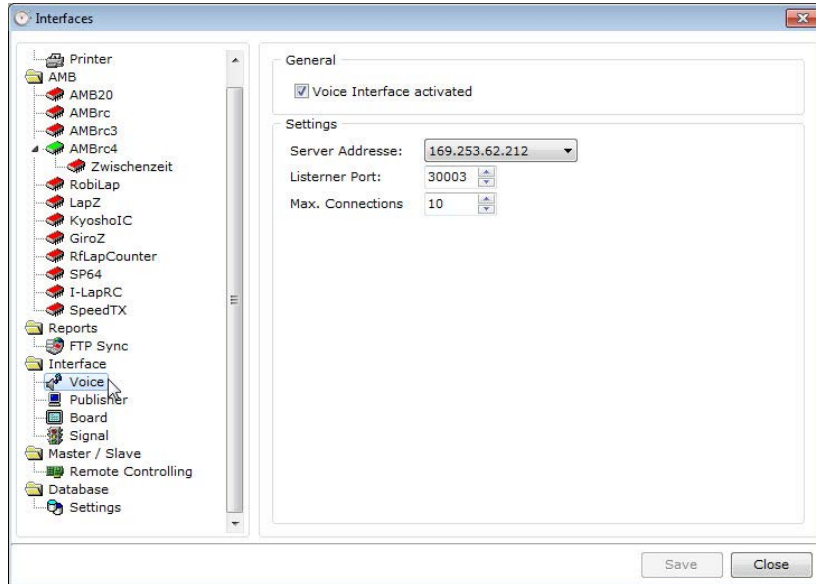 Interfaces
Printer
AMB
AMB20
AMBrc
AMBrc3
AMBrc4
Zwischenzeit
RobiLap
LapZ
KyoshoIC
GiroZ
RfLapCounter
SP64
I-LapRC
SpeedTX
Reports
FTP Sync
Interface
Voice
Publisher
Board
Signal
Master / Slave
Remote Controlling
Database
Settings
General
Voice Interface activated
Settings
Server Addresse: 169.253.62.212
Listerner Port: 30003
Max. Connections 10
Save Close